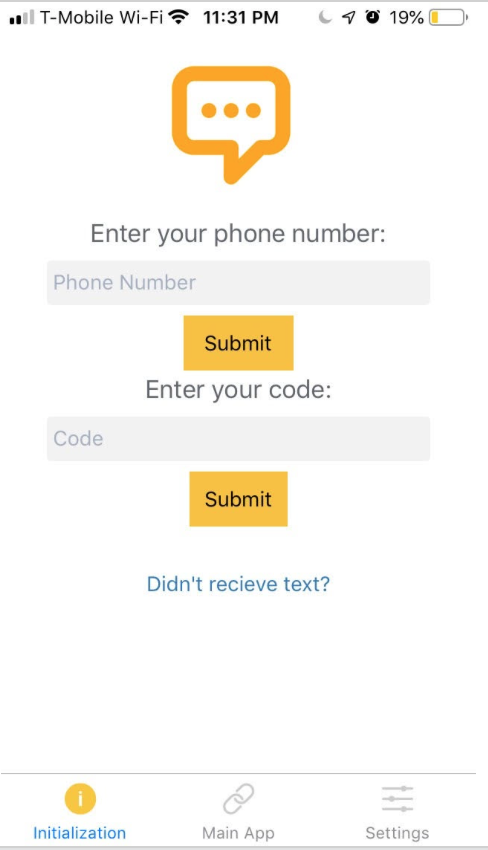 T-Mobile Wi-Fi 11:31 PM 19%
Enter your phone number:
Phone Number
Submit
Enter your code:
Code
Submit
Didn't recieve text?
i
Initialization Main App Settings